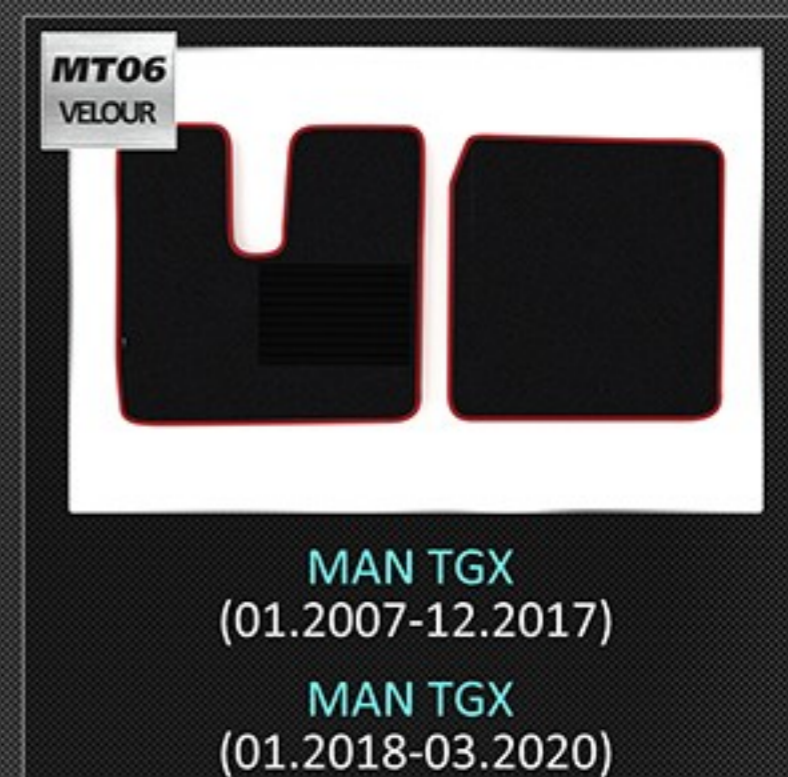 MT06
VELOUR
MAN TGX
(01.2007-12.2017)
MAN TGX
(01.2018-03.2020)